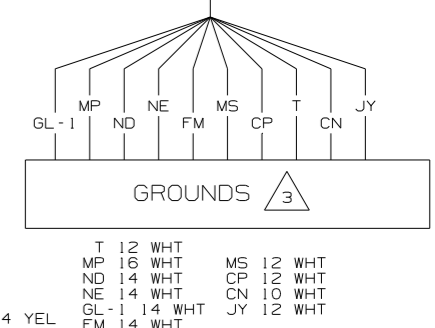 MP NE MS T JY
GL-1 ND FM CP CN
GROUNDS 3
T 12 WHT
MP 16 WHT MS 12 WHT
ND 14 WHT CP 12 WHT
NE 14 WHT CN 10 WHT
GL-1 14 WHT JY 12 WHT
4 YEL FM 14 WHT